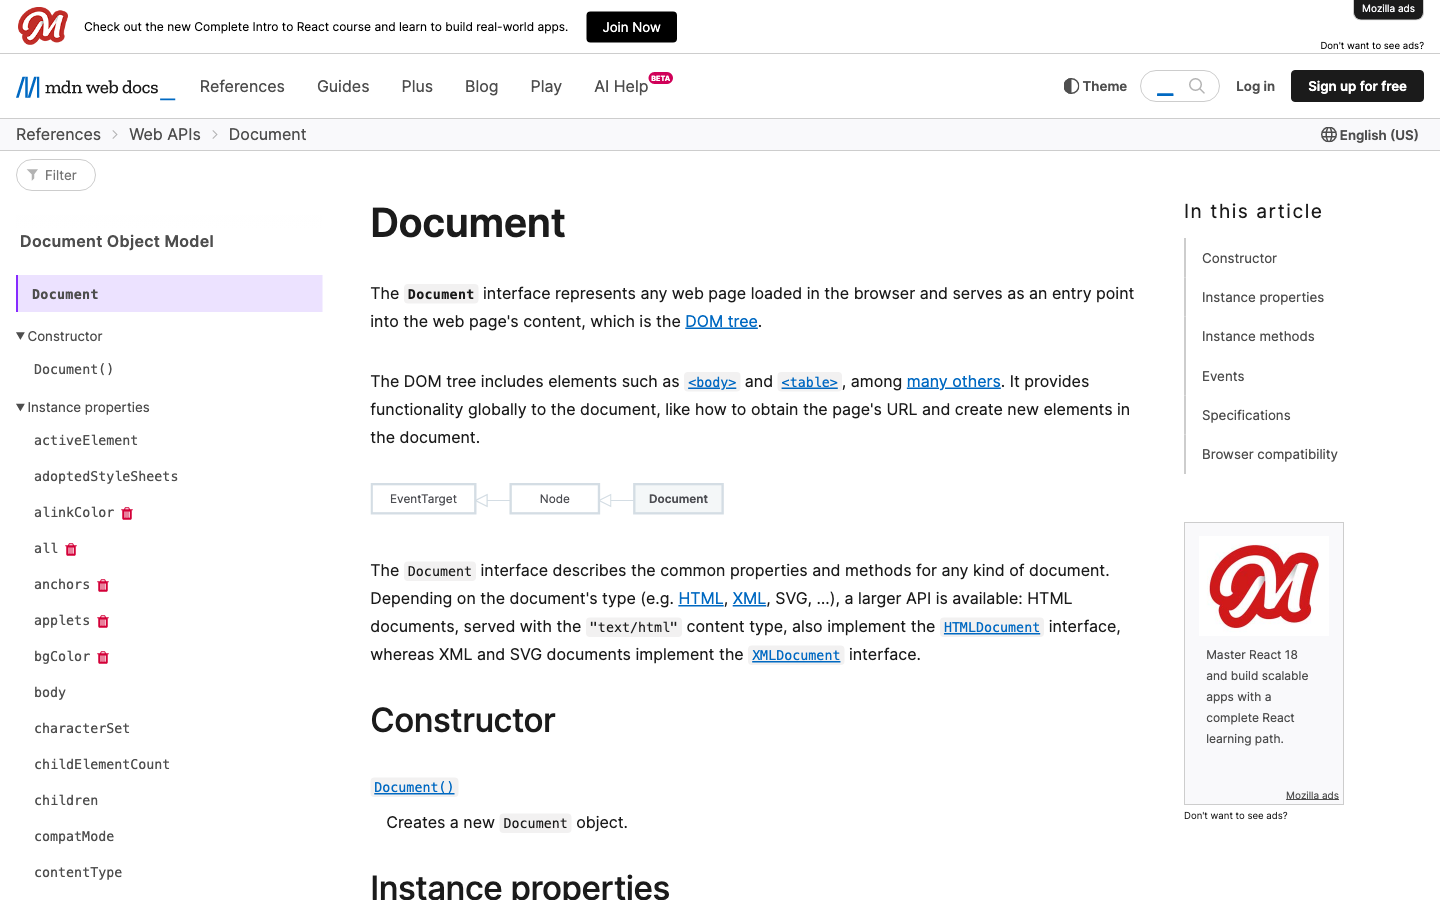 Check out the new Complete Intro to React course and learn to build real-world apps.
Join Now
Mozilla ads
Don't want to see ads?
mdn web docs_
References
Guides
Plus
Blog
Play
AI Help
BETA
Theme
Log in
Sign up for free
References > Web APIs > Document
English (US)
Filter
Document Object Model
Document
Constructor
Document()
Instance properties
activeElement
adoptedStyleSheets
alinkColor
all
anchors
applets
bgColor
body
characterSet
childElementCount
children
compatMode
contentType
Document
The Document interface represents any web page loaded in the browser and serves as an entry point
into the web page's content, which is the DOM tree.
The DOM tree includes elements such as <body> and <table>, among many others. It provides
functionality globally to the document, like how to obtain the page's URL and create new elements in
the document.
EventTarget
Node
Document
The Document interface describes the common properties and methods for any kind of document.
Depending on the document's type (e.g. HTML, XML, SVG, …), a larger API is available: HTML
documents, served with the "text/html" content type, also implement the HTMLDocument interface,
whereas XML and SVG documents implement the XMLDocument interface.
Constructor
Document()
Creates a new Document object.
Instance properties
In this article
Constructor
Instance properties
Instance methods
Events
Specifications
Browser compatibility
Master React 18
and build scalable
apps with a
complete React
learning path.
Mozilla ads
Don't want to see ads?